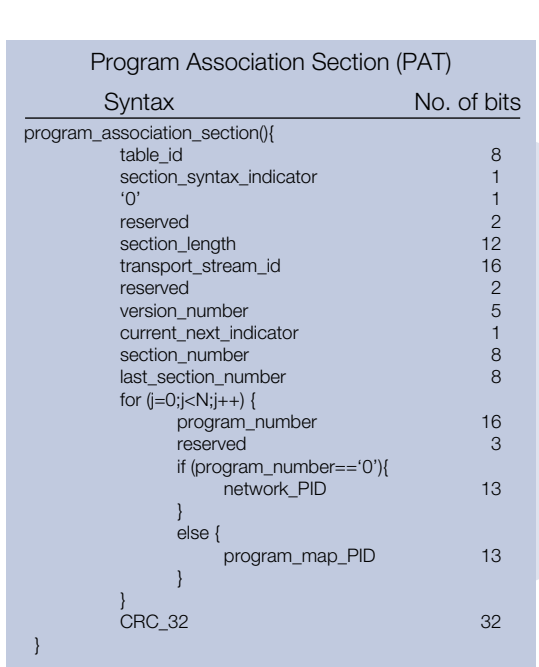 Program Association Section (PAT)
Syntax No. of bits
program_association_section(){
table_id 8
section_syntax_indicator 1
‘0’ 1
reserved 2
section_length 12
transport_stream_id 16
reserved 2
version_number 5
current_next_indicator 1
section_number 8
last_section_number 8
for (j=0;j<N;j++) {
program_number 16
reserved 3
if (program_number==‘0’){
network_PID 13
}
else {
program_map_PID 13
}
}
CRC_32 32
}